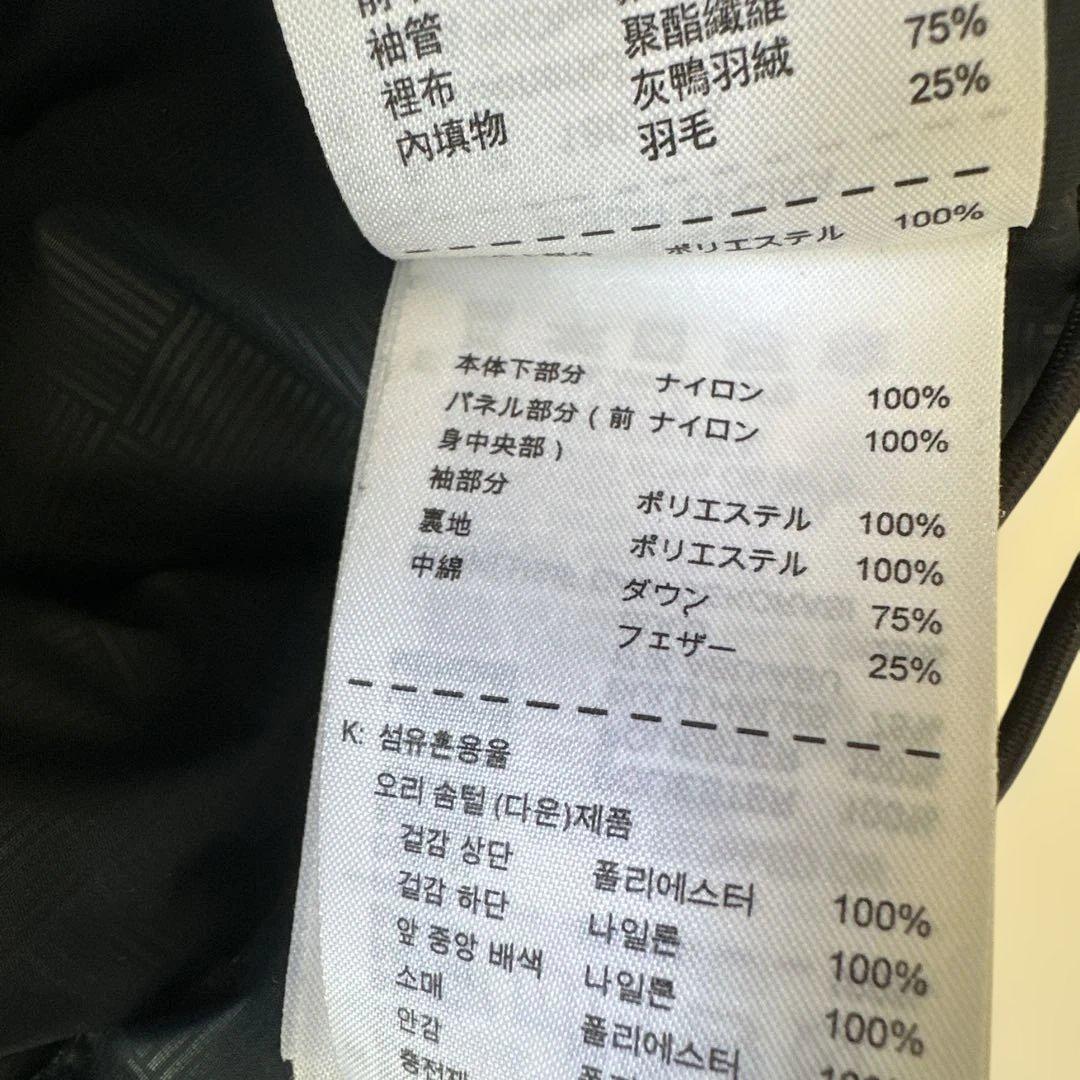 袖管 聚酯纖維 75%
裡布 灰鴨羽絨 25%
內填物 羽毛
ポリエステル 100%
本体下部分 ナイロン 100%
パネル部分(前 ナイロン 100%
身中央部)
袖部分 ポリエステル 100%
裏地 ポリエステル 100%
中綿 ダウン 75%
フェザー 25%
K: 섬유혼용율
오리 솜털 (다운)제품
겉감 상단 폴리에스터 100%
겉감 하단 나일론 100%
앞 중앙 배색 나일론 100%
소매 폴리에스터
안감
충전재